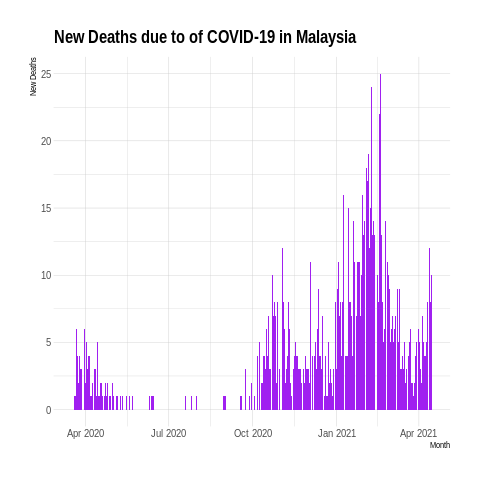 New Deaths due to of COVID-19 in Malaysia
New Deaths
25
20
15
10
5
0
Apr 2020
Jul 2020
Oct 2020
Jan 2021
Apr 2021
Month